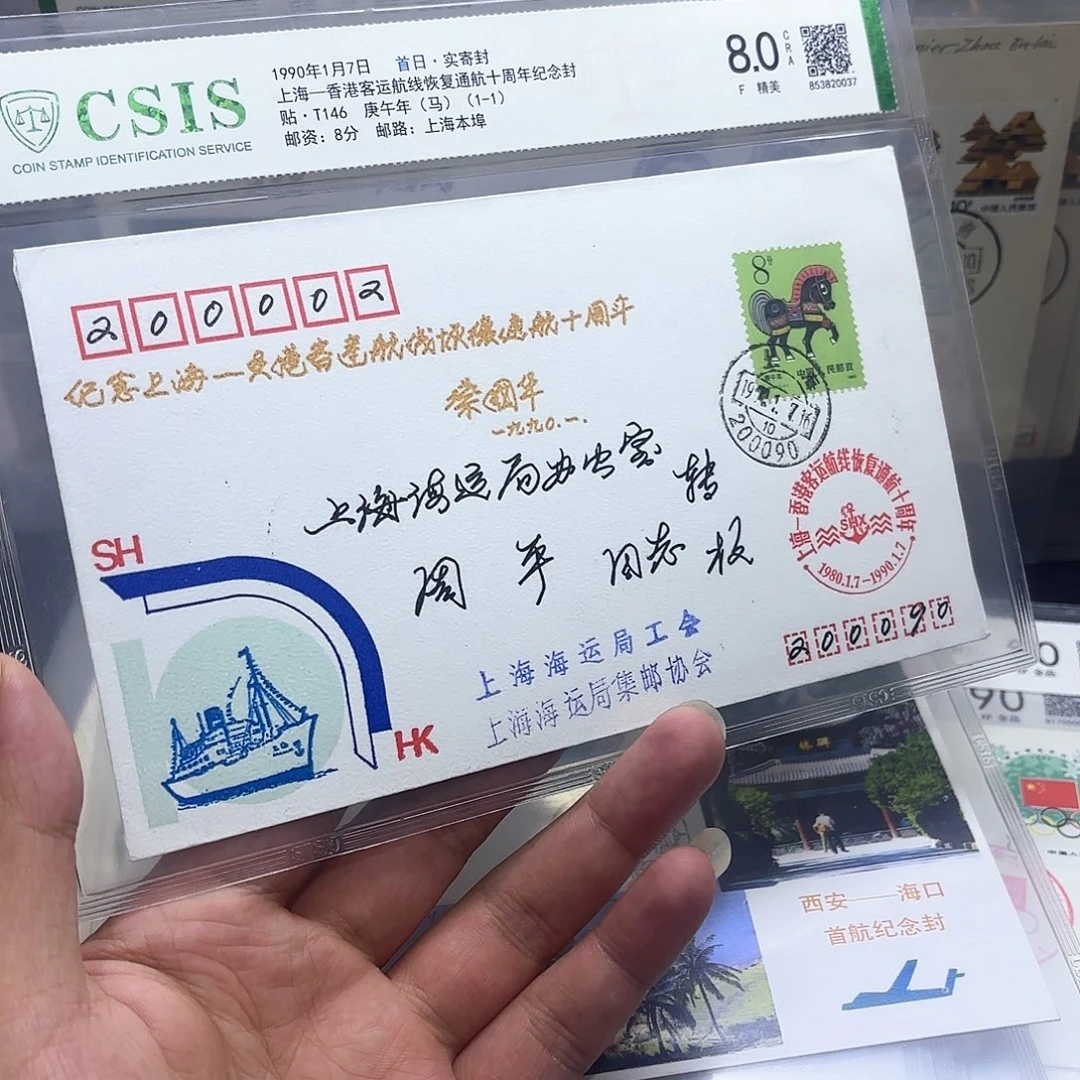 CSIS
COIN STAMP IDENTIFICATION SERVICE
1990年1月7日 首日·实寄封
上海—香港客运航线恢复通航十周年纪念封
贴·T146 庚午年（马）（1-1）
邮资：8分 邮路：上海本埠
8.0
F 精美
CRA
853820037
200002
纪念上海—香港客运航线恢复通航十周年
荣国年
一九九〇.一.
8分
200090
上海海运局办公室 转
周平 同志 收
上海—香港客运航线恢复通航十周年
SHX
1980.1.7-1990.1.7
SH
HK
上海海运局工会
上海海运局集邮协会
200090
西安——海口
首航纪念封
90